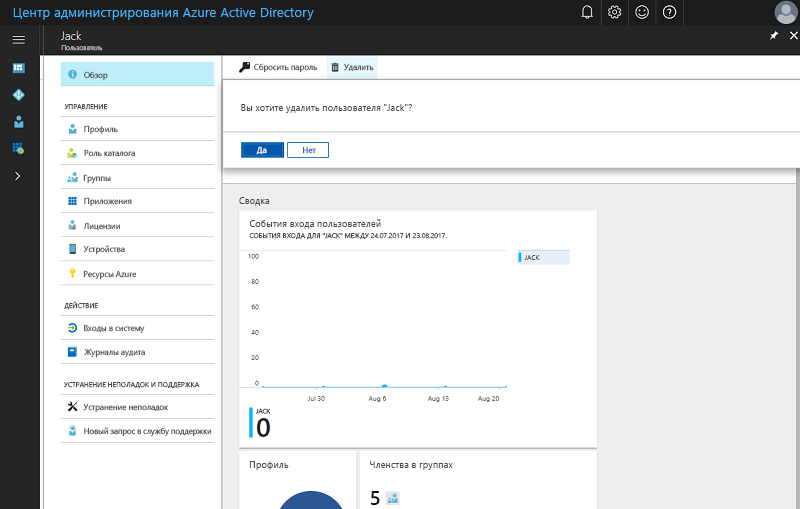 Центр администрирования Azure Active Directory
Jack
Пользователь
Обзор
УПРАВЛЕНИЕ
Профиль
Роль каталога
Группы
Приложения
Лицензии
Устройства
Ресурсы Azure
ДЕЙСТВИЕ
Входы в систему
Журналы аудита
УСТРАНЕНИЕ НЕПОЛАДОК И ПОДДЕРЖКА
Устранение неполадок
Новый запрос в службу поддержки
Сбросить пароль Удалить
Вы хотите удалить пользователя "Jack"?
Да Нет
Сводка
События входа пользователей
СОБЫТИЯ ВХОДА ДЛЯ "JACK" МЕЖДУ 24.07.2017 И 23.08.2017.
100
80
60
40
20
0
Jul 30 Aug 6 Aug 13 Aug 20
JACK
JACK
0
Профиль
Членства в группах
5